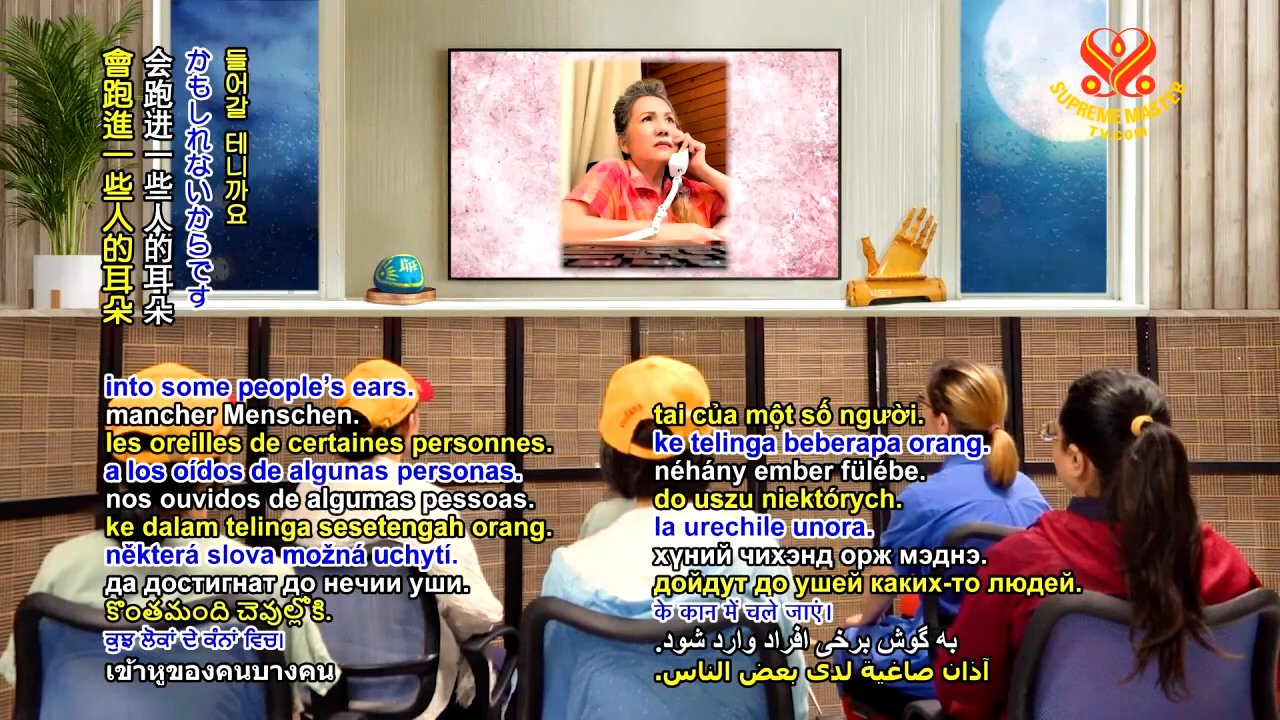 들어갈 테니까요
かもしれないからです
会跑进一些人的耳朵
會跑進一些人的耳朵
SUPREME MASTER
TV.com
into some people’s ears.
mancher Menschen.
les oreilles de certaines personnes.
a los oídos de algunas personas.
nos ouvidos de algumas pessoas.
ke dalam telinga sesetengah orang.
některá slova možná uchytí.
да достигнат до нечии уши.
కొంతమంది చెవుల్లోకి.
ਕੁਝ ਲੋਕਾਂ ਦੇ ਕੰਨਾਂ ਵਿਚ।
เข้าหูของคนบางคน
tai của một số người.
ke telinga beberapa orang.
néhány ember fülébe.
do uszu niektórych.
la urechile unora.
хүний чихэнд орж мэднэ.
дойдут до ушей каких-то людей.
के कान में चले जाएं।
به گوش برخی افراد وارد شود.
آذان صاغية لدى بعض الناس.